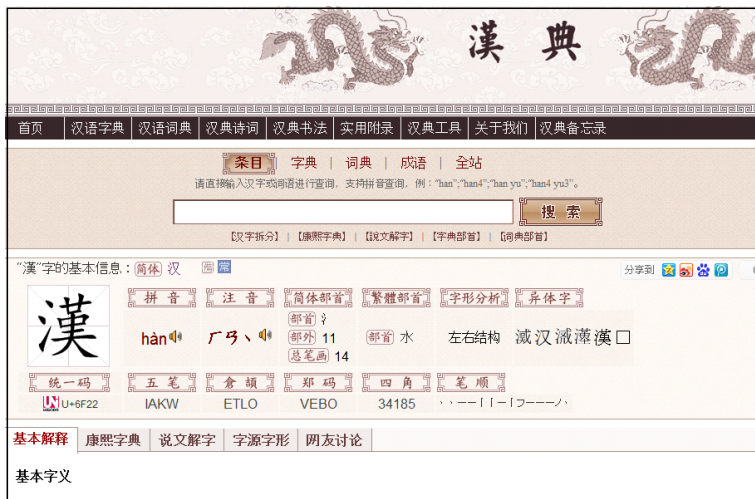 漢典
首页 汉语字典 汉语词典 汉典诗词 汉典书法 实用附录 汉典工具 关于我们 汉典备忘录
条目 字典 | 词典 | 成语 | 全站
请直接输入汉字或词语进行查询，支持拼音查询，例：“han”;“han4”;“han yu”;“han4 yu3”。
搜索
【汉字拆分】 | 【康熙字典】 | 【說文解字】 | 【字典部首】 | 【词典部首】
“漢”字的基本信息： 简体 汉 常
分享到
漢
拼音 注音 简体部首 繁體部首 字形分析 异体字
hàn ㄏㄢˋ
部首 氵
部外 11
总笔画 14
部首 水
左右结构
汉 漢
统一码 五笔 倉頡 郑码 四角 笔顺
UNI U+6F22 IAKW ETLO VEBO 34185
基本解释 康熙字典 说文解字 字源字形 网友讨论
基本字义